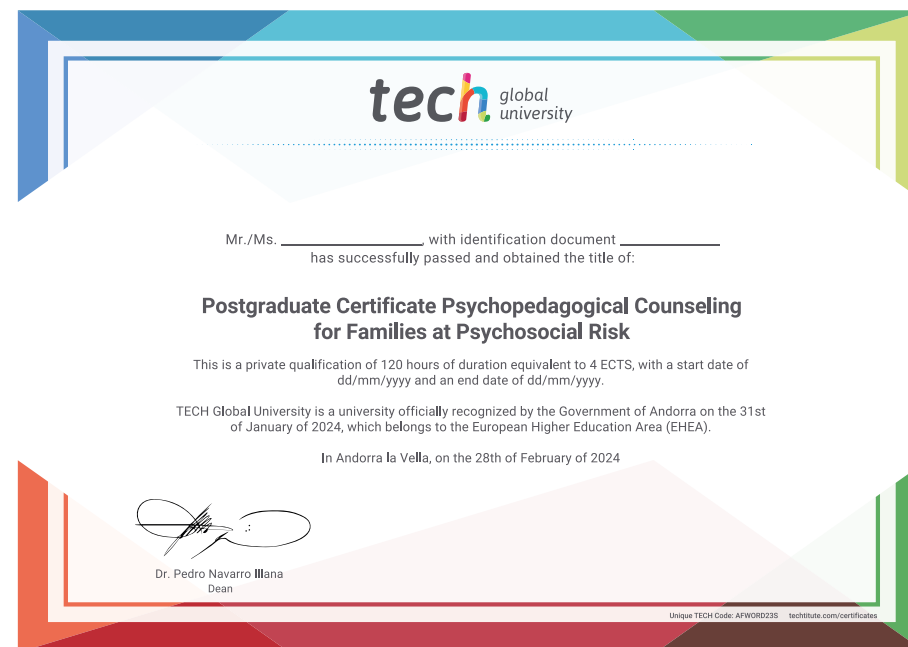 tech global
university
Mr./Ms. ____________, with identification document ____________
has successfully passed and obtained the title of:
Postgraduate Certificate Psychopedagogical Counseling
for Families at Psychosocial Risk
This is a private qualification of 120 hours of duration equivalent to 4 ECTS, with a start date of
dd/mm/yyyy and an end date of dd/mm/yyyy.
TECH Global University is a university officially recognized by the Government of Andorra on the 31st
of January of 2024, which belongs to the European Higher Education Area (EHEA).
In Andorra la Vella, on the 28th of February of 2024
Dr. Pedro Navarro Illana
Dean
Unique TECH Code: AFWORD23S techtitute.com/certificates